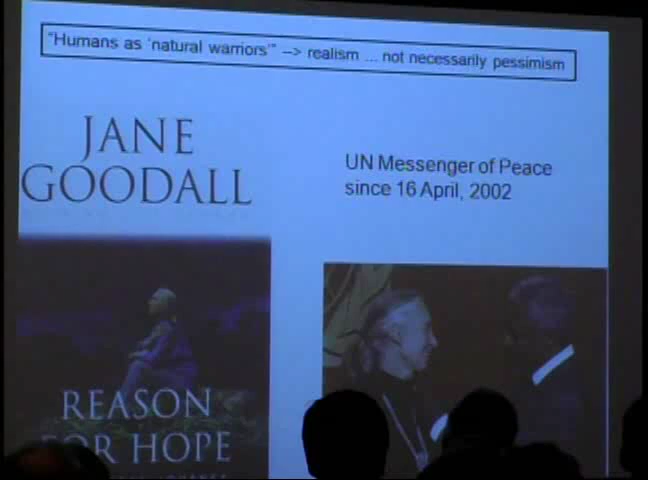 "Humans as 'natural warriors'" --> realism ... not necessarily pessimism
JANE
GOODALL
UN Messenger of Peace
since 16 April, 2002
REASON
FOR HOPE